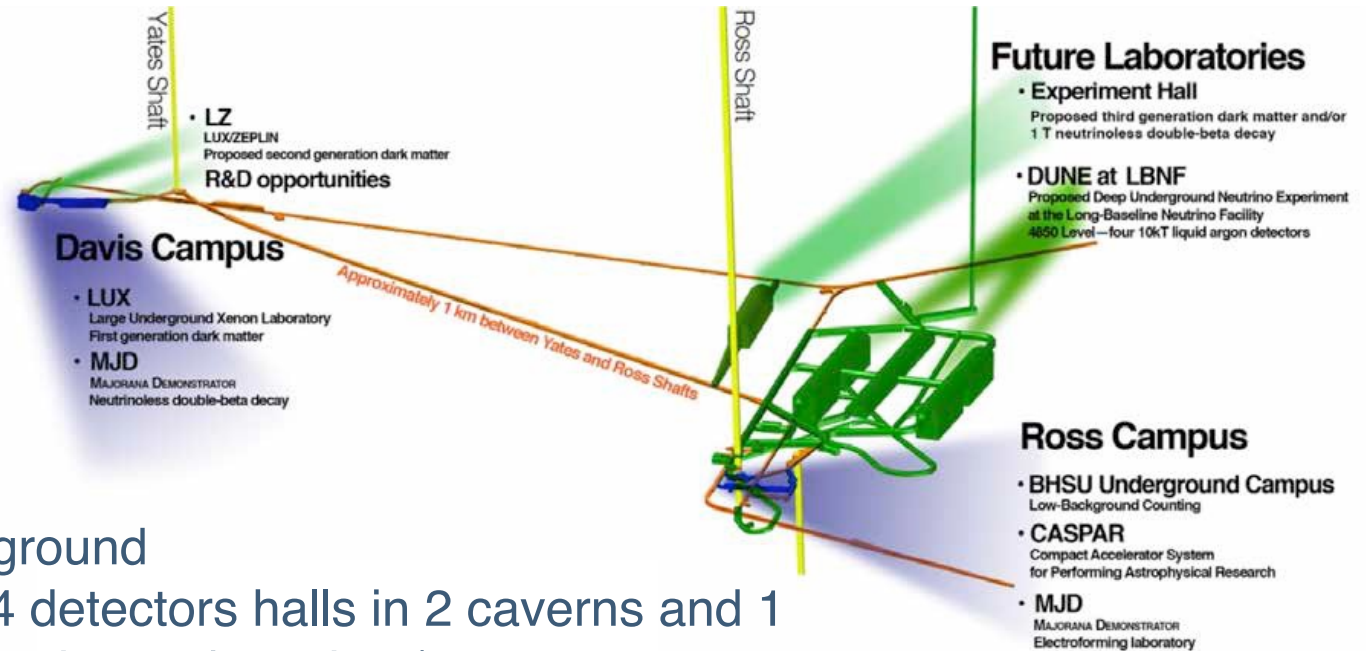 Yates Shaft
• LZ
LUX/ZEPLIN
Proposed second generation dark matter
R&D opportunities
Davis Campus
• LUX
Large Underground Xenon Laboratory
First generation dark matter
• MJD
MAJORANA DEMONSTRATOR
Neutrinoless double-beta decay
Approximately 1 km between Yates and Ross Shafts
Ross Shaft
Future Laboratories
• Experiment Hall
Proposed third generation dark matter and/or
1 T neutrinoless double-beta decay
• DUNE at LBNF
Proposed Deep Underground Neutrino Experiment
at the Long-Baseline Neutrino Facility
4850 Level—four 10kT liquid argon detectors
Ross Campus
• BHSU Underground Campus
Low-Background Counting
• CASPAR
Compact Accelerator System
for Performing Astrophysical Research
• MJD
MAJORANA DEMONSTRATOR
Electroforming laboratory
ground
4 detectors halls in 2 caverns and 1